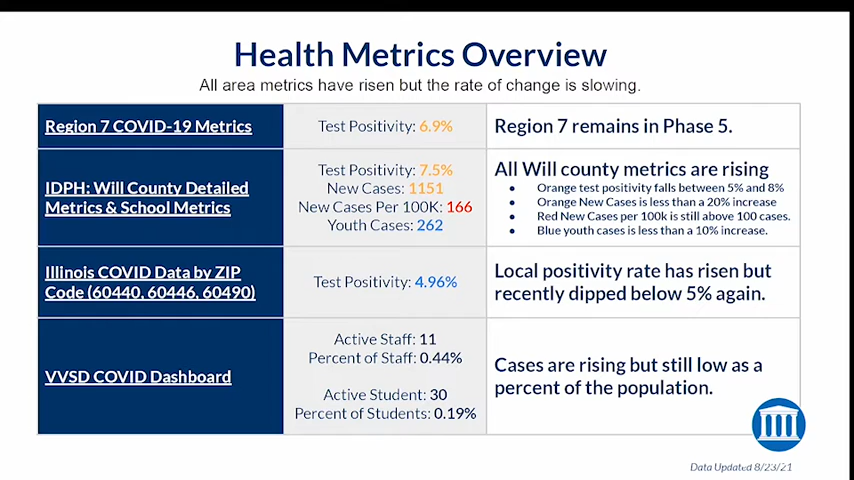 Health Metrics Overview
All area metrics have risen but the rate of change is slowing.
Region 7 COVID-19 Metrics
Test Positivity: 6.9%
Region 7 remains in Phase 5.
IDPH: Will County Detailed
Metrics & School Metrics
Test Positivity: 7.5%
New Cases: 1151
New Cases Per 100K: 166
Youth Cases: 262
All Will county metrics are rising
● Orange test positivity falls between 5% and 8%
● Orange New Cases is less than a 20% increase
● Red New Cases per 100k is still above 100 cases.
● Blue youth cases is less than a 10% increase.
Illinois COVID Data by ZIP
Code (60440, 60446, 60490)
Test Positivity: 4.96%
Local positivity rate has risen but
recently dipped below 5% again.
VVSD COVID Dashboard
Active Staff: 11
Percent of Staff: 0.44%
Active Student: 30
Percent of Students: 0.19%
Cases are rising but still low as a
percent of the population.
Data Updated 8/23/21